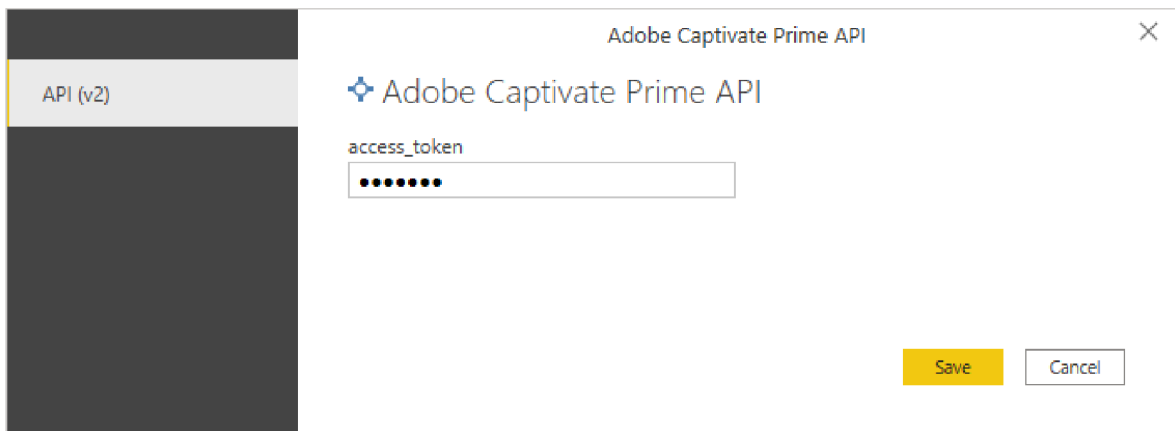 Adobe Captivate Prime API
API (v2)
Adobe Captivate Prime API
access_token
●●●●●●●
Save
Cancel